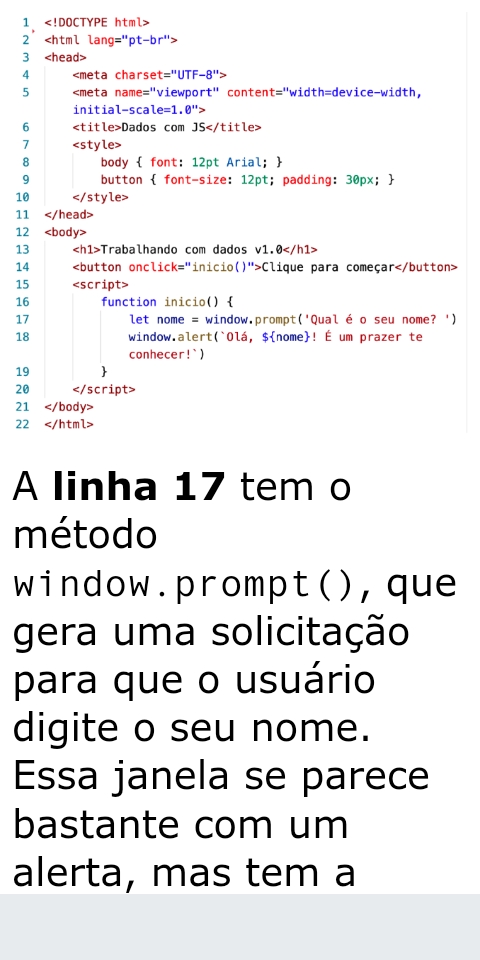 1 <!DOCTYPE html>
2 <html lang="pt-br">
3 <head>
4 <meta charset="UTF-8">
5 <meta name="viewport" content="width=device-width,
initial-scale=1.0">
6 <title>Dados com JS</title>
7 <style>
8 body { font: 12pt Arial; }
9 button { font-size: 12pt; padding: 30px; }
10 </style>
11 </head>
12 <body>
13 <h1>Trabalhando com dados v1.0</h1>
14 <button onclick="inicio()">Clique para começar</button>
15 <script>
16 function inicio() {
17 let nome = window.prompt('Qual é o seu nome? ')
18 window.alert(`Olá, ${nome}! É um prazer te
conhecer!`)
19 }
20 </script>
21 </body>
22 </html>
A linha 17 tem o
método
window.prompt(), que
gera uma solicitação
para que o usuário
digite o seu nome.
Essa janela se parece
bastante com um
alerta, mas tem a